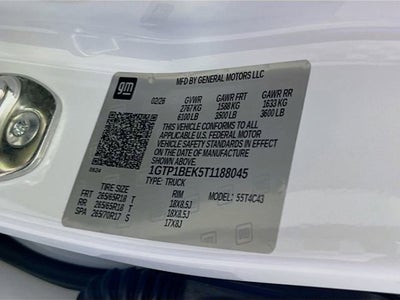 gm
MFD BY GENERAL MOTORS LLC
02/26 GVWR GAWR FRT GAWR RR
2767 KG 1588 KG 1633 KG
6100 LB 3500 LB 3600 LB
THIS VEHICLE CONFORMS TO ALL
APPLICABLE U.S. FEDERAL MOTOR
VEHICLE SAFETY STANDARDS IN EFFECT
ON THE DATE OF MANUFACTURE SHOWN ABOVE.
1GTP1BEK5T1188045
TYPE: TRUCK
TIRE SIZE RIM MODEL: 55T4C43
FRT 265/65R18 T 18X8.5J
RR 265/65R18 T 18X8.5J
SPA 265/70R17 S 17X8J